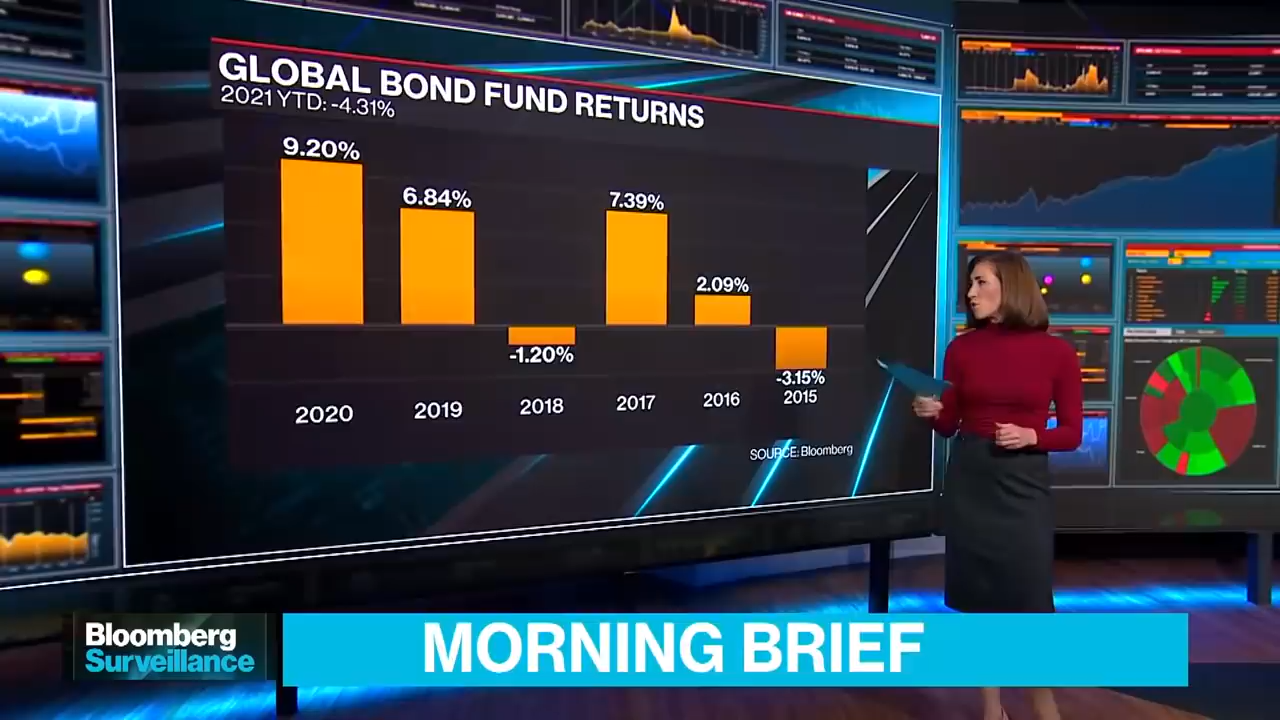 GLOBAL BOND FUND RETURNS
2021 YTD: -4.31%
9.20%
6.84%
7.39%
2.09%
-1.20%
-3.15%
2020
2019
2018
2017
2016
2015
SOURCE: Bloomberg
Bloomberg
Surveillance
MORNING BRIEF